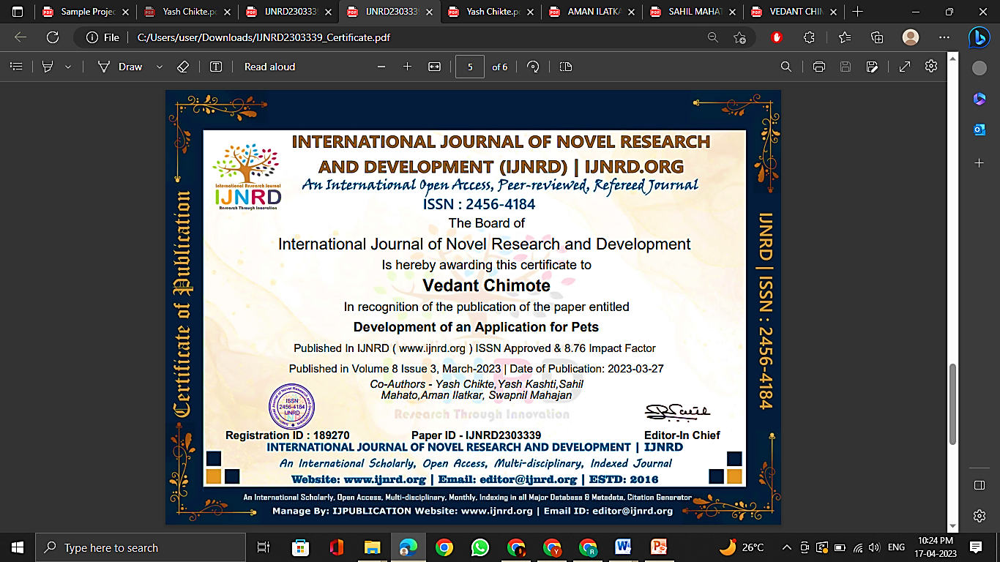 Sample Projec
Yash Chikte.p
IJNRD230333
IJNRD230333
Yash Chikte.p
AMAN ILATKA
SAHIL MAHAT
VEDANT CHIM
File
C:/Users/user/Downloads/IJNRD2303339_Certificate.pdf
Draw
Read aloud
5 of 6
INTERNATIONAL JOURNAL OF NOVEL RESEARCH
AND DEVELOPMENT (IJNRD) | IJNRD.ORG
An International Open Access, Peer-reviewed, Refereed Journal
ISSN : 2456-4184
International Research Journal
IJNRD
Research Through Innovation
The Board of
International Journal of Novel Research and Development
Is hereby awarding this certificate to
Vedant Chimote
In recognition of the publication of the paper entitled
Development of an Application for Pets
Published In IJNRD ( www.ijnrd.org ) ISSN Approved & 8.76 Impact Factor
Published in Volume 8 Issue 3, March-2023 | Date of Publication: 2023-03-27
Co-Authors - Yash Chikte,Yash Kashti,Sahil
Mahato,Aman Ilatkar, Swapnil Mahajan
IJNRD
Research Through Innovation
ISSN
2456-4184
IJNRD
Registration ID : 189270
Paper ID - IJNRD2303339
Editor-In Chief
INTERNATIONAL JOURNAL OF NOVEL RESEARCH AND DEVELOPMENT | IJNRD
An International Scholarly, Open Access, Multi-disciplinary, Indexed Journal
Website: www.ijnrd.org | Email: editor@ijnrd.org | ESTD: 2016
An International Scholarly, Open Access, Multi-disciplinary, Monthly, Indexing in all Major Database & Metadata, Citation Generator
Manage By: IJPUBLICATION Website: www.ijnrd.org | Email ID: editor@ijnrd.org
Certificate of Publication
IJNRD | ISSN : 2456-4184
Type here to search
26°C
ENG
10:24 PM
17-04-2023